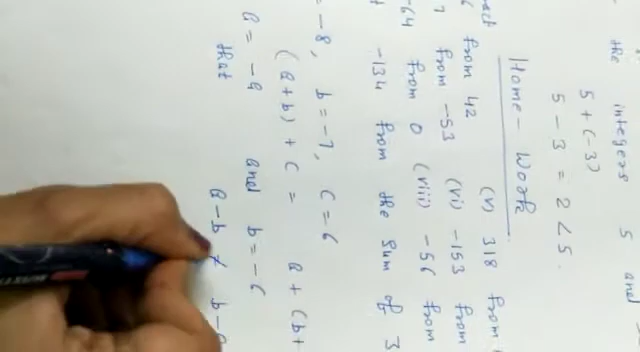 the integers 5 and
5 + (-3)
5 - 3 = 2 < 5.
Home - Work
from 42 (v) 318 from
from -53 (vi) -153 from
-64 from 0 (viii) -56 from
-134 from the sum of 3
= -8, b = -7, c = 6
(a+b) + c = a + (b+
a = -9 and b = -6
that a-b ≠ b-a